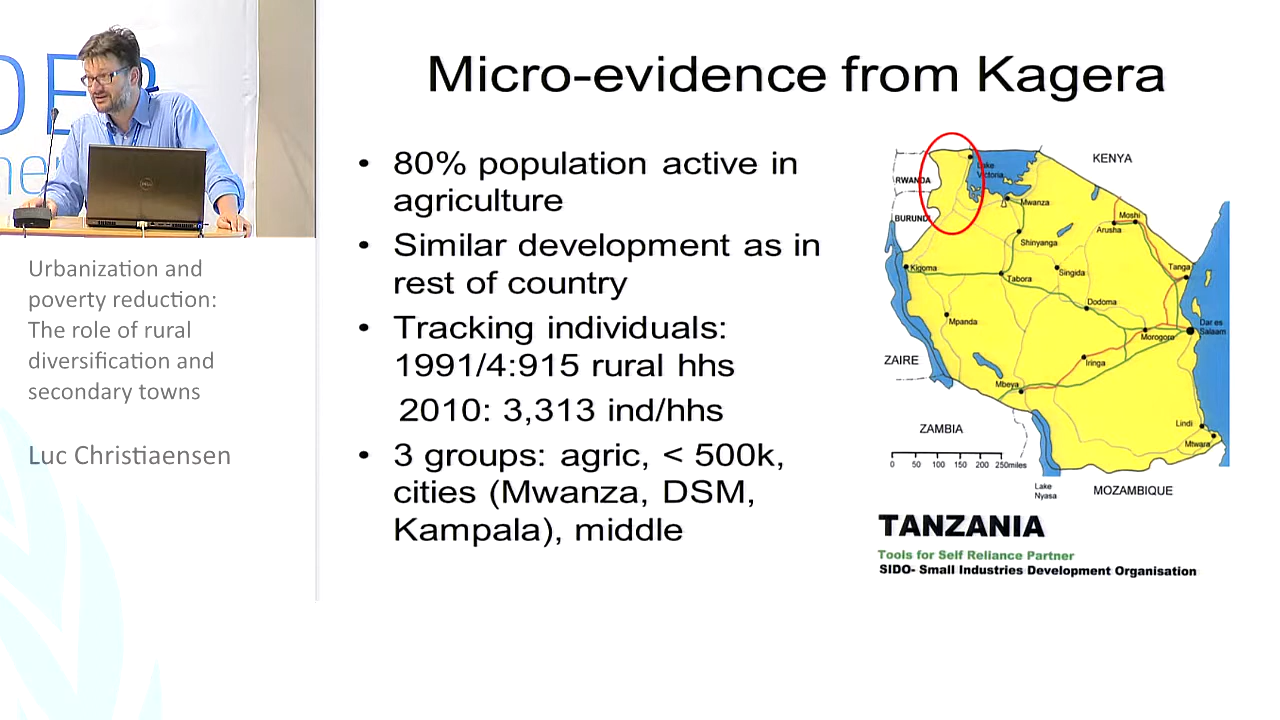 Micro-evidence from Kagera
• 80% population active in
agriculture
• Similar development as in
rest of country
• Tracking individuals:
1991/4:915 rural hhs
2010: 3,313 ind/hhs
• 3 groups: agric, < 500k,
cities (Mwanza, DSM,
Kampala), middle
Urbanization and
poverty reduction:
The role of rural
diversification and
secondary towns
Luc Christiaensen
KENYA
RWANDA
Lake
Victoria
BURUNDI
Mwanza
Moshi
Arusha
Shinyanga
Kigoma
Tabora
Singida
Tanga
Dodoma
Mpanda
Dar es
Salaam
Morogoro
ZAIRE
Iringa
Mbeya
ZAMBIA
Lindi
Mtwara
0 50 100 150 200 250miles
Lake
Nyasa
MOZAMBIQUE
TANZANIA
Tools for Self Reliance Partner
SIDO- Small Industries Development Organisation